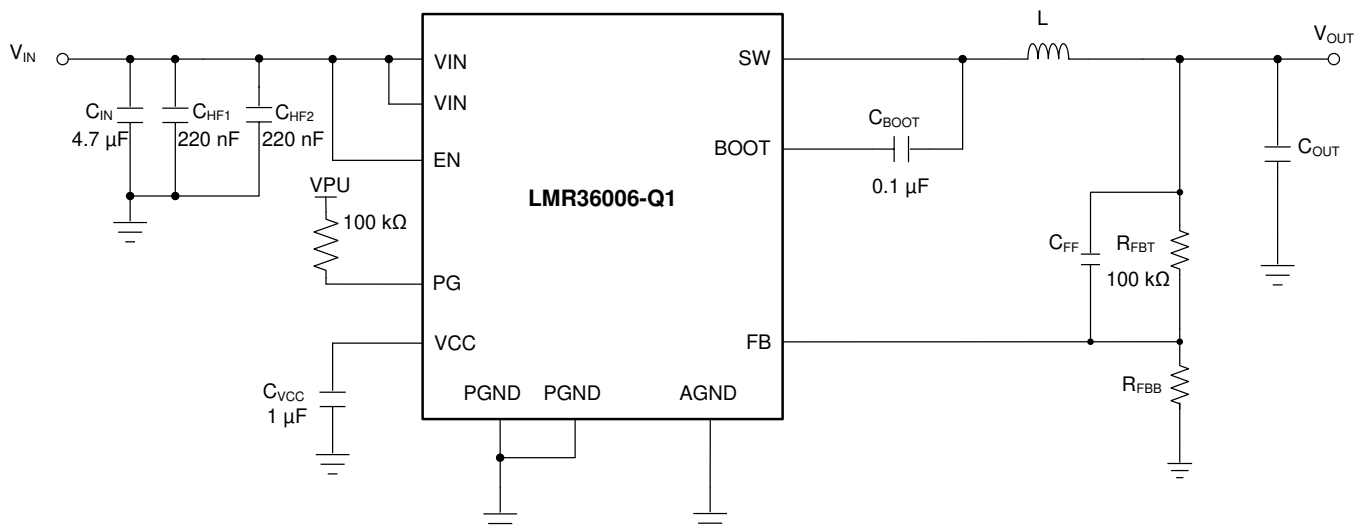 L
V_IN
V_OUT
VIN
SW
C_IN
4.7 µF
C_HF1
220 nF
C_HF2
220 nF
VIN
C_BOOT
BOOT
0.1 µF
C_OUT
EN
VPU
100 kΩ
LMR36006-Q1
C_FF
R_FBT
100 kΩ
PG
VCC
FB
C_VCC
1 µF
PGND
PGND
AGND
R_FBB